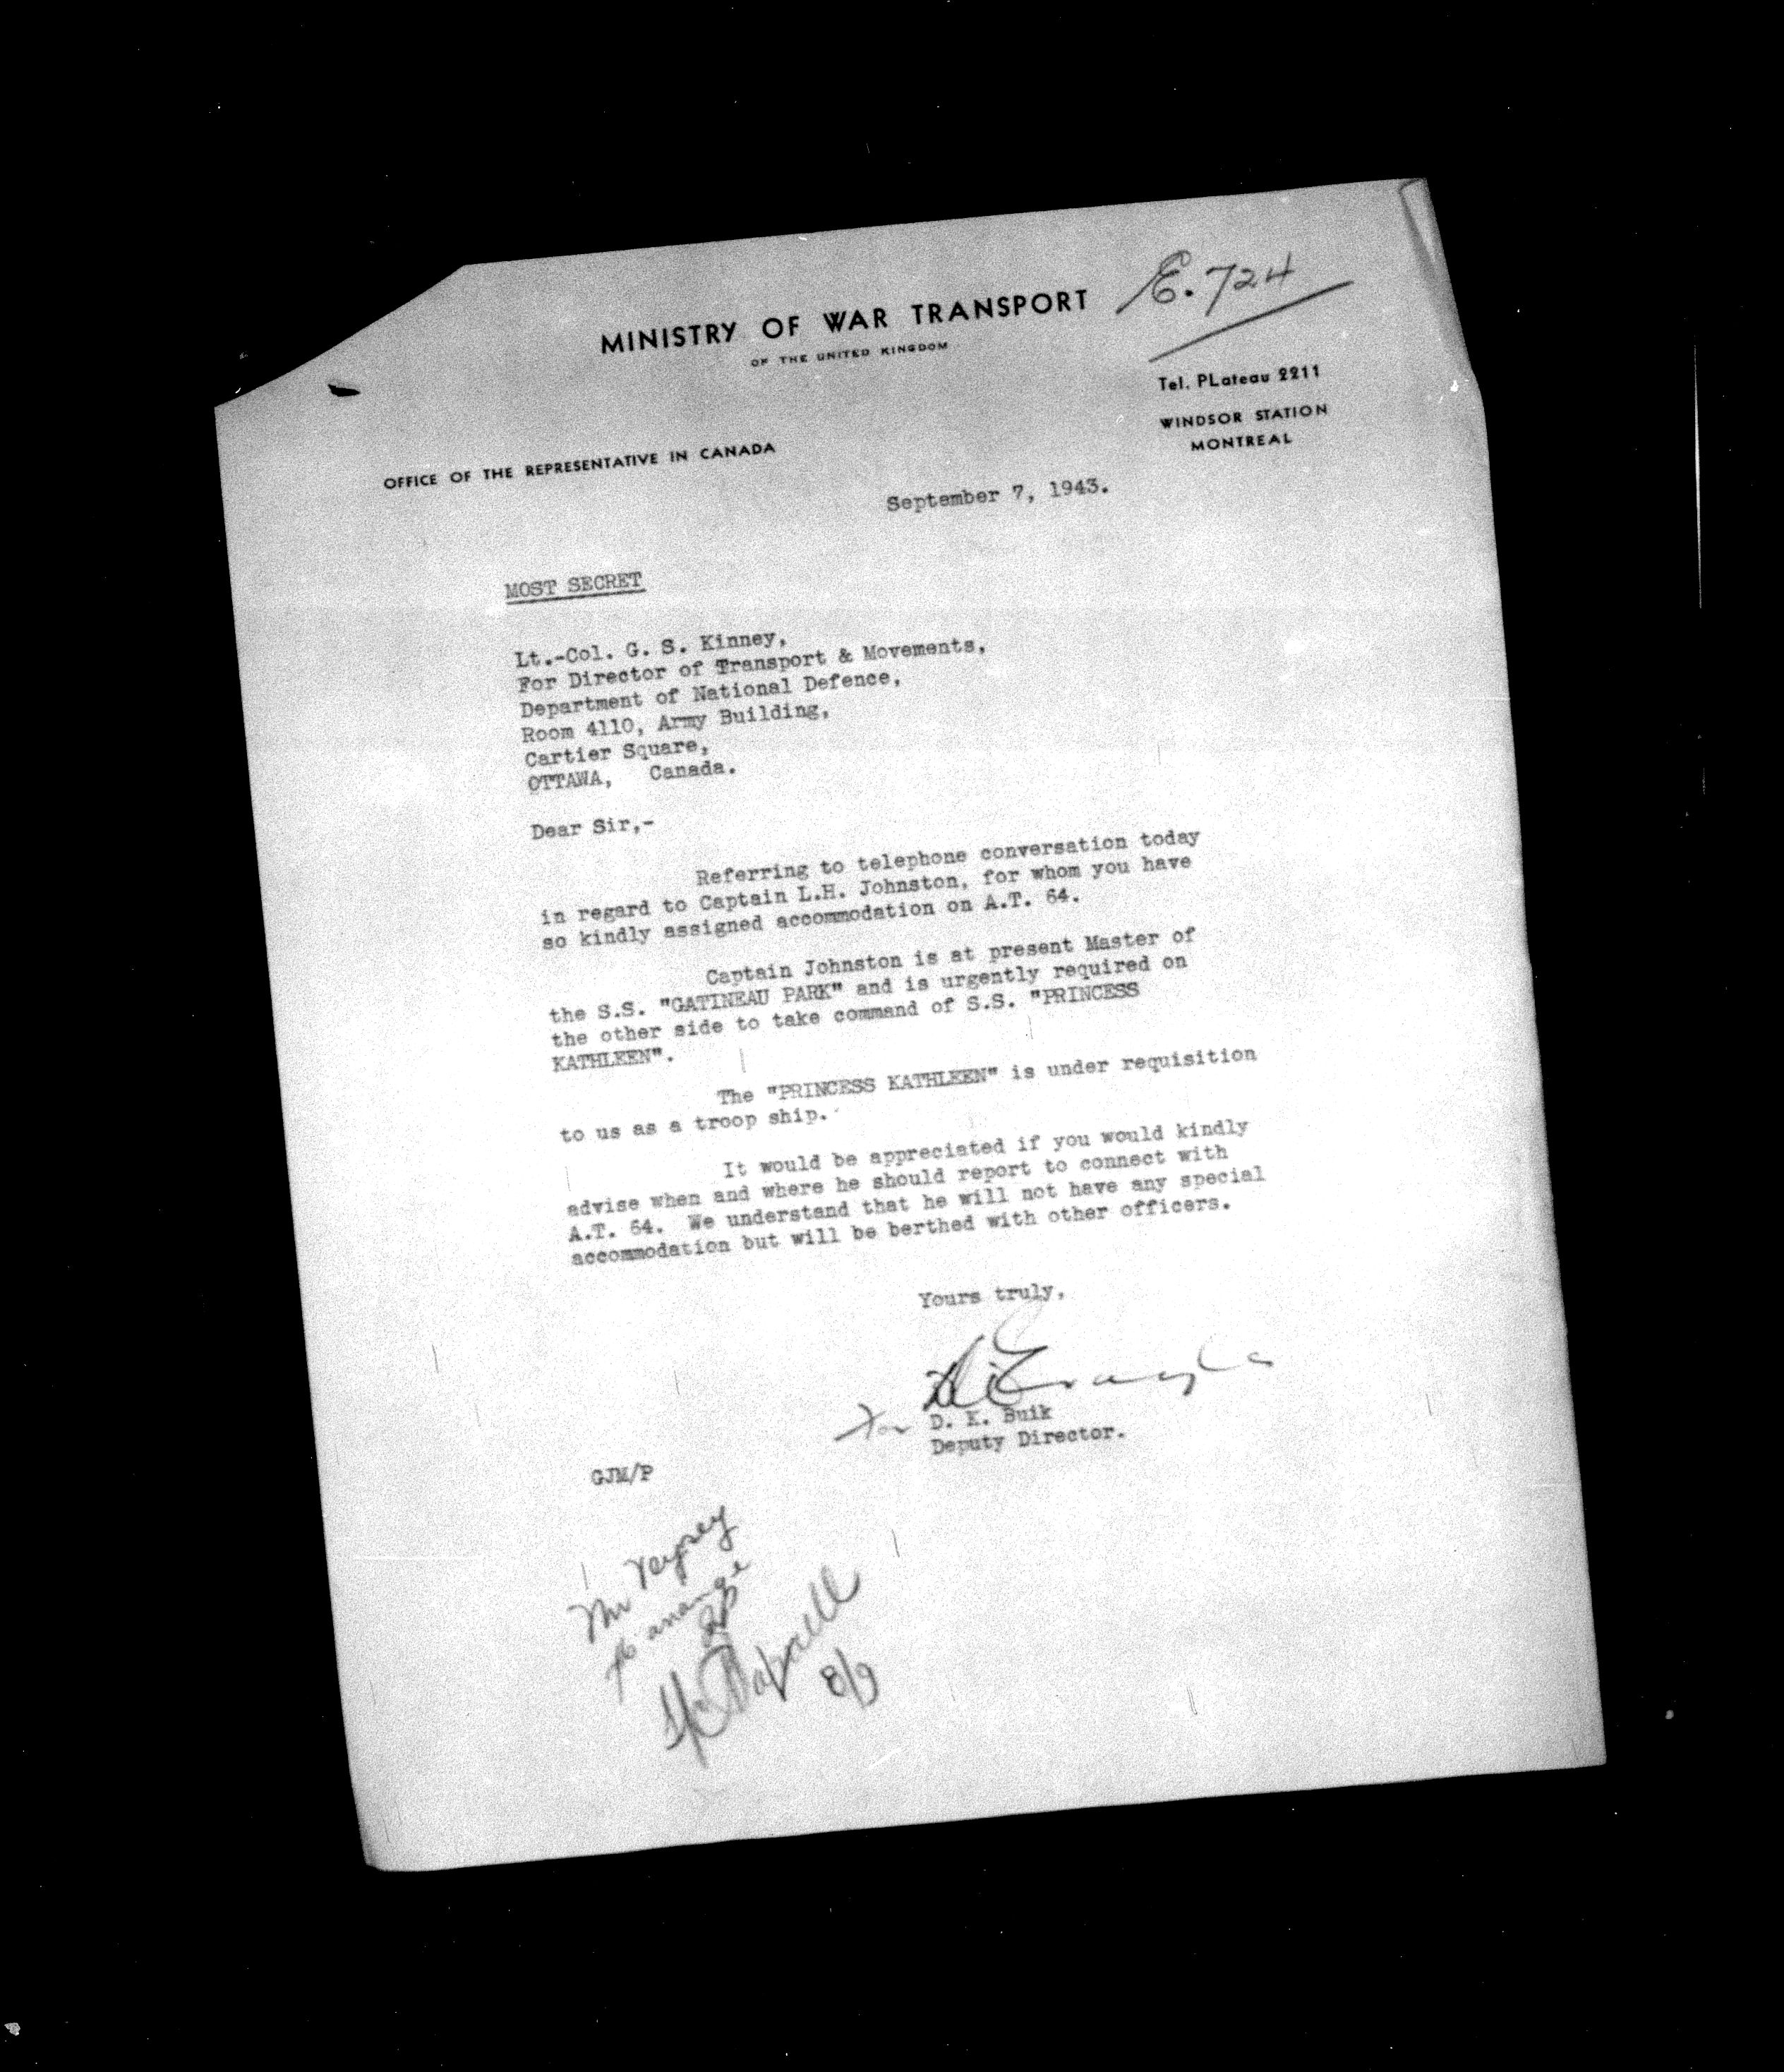 E. 724
MINISTRY OF WAR TRANSPORT
OF THE UNITED KINGDOM
Tel. PLateau 2211
WINDSOR STATION
MONTREAL
OFFICE OF THE REPRESENTATIVE IN CANADA
September 7, 1943.
MOST SECRET
Lt.-Col. G. S. Kinney,
For Director of Transport & Movements,
Department of National Defence,
Room 4110, Army Building,
Cartier Square,
OTTAWA, Canada.
Dear Sir,-
Referring to telephone conversation today
in regard to Captain L.H. Johnston, for whom you have
so kindly assigned accommodation on A.T. 64.
Captain Johnston is at present Master of
the S.S. "GATINEAU PARK" and is urgently required on
the other side to take command of S.S. "PRINCESS
KATHLEEN".
The "PRINCESS KATHLEEN" is under requisition
to us as a troop ship.
It would be appreciated if you would kindly
advise when and where he should report to connect with
A.T. 64. We understand that he will not have any special
accommodation but will be berthed with other officers.
Yours truly,
for D. K. Buik
Deputy Director.
GJM/P
Mr
to arrange
8/9